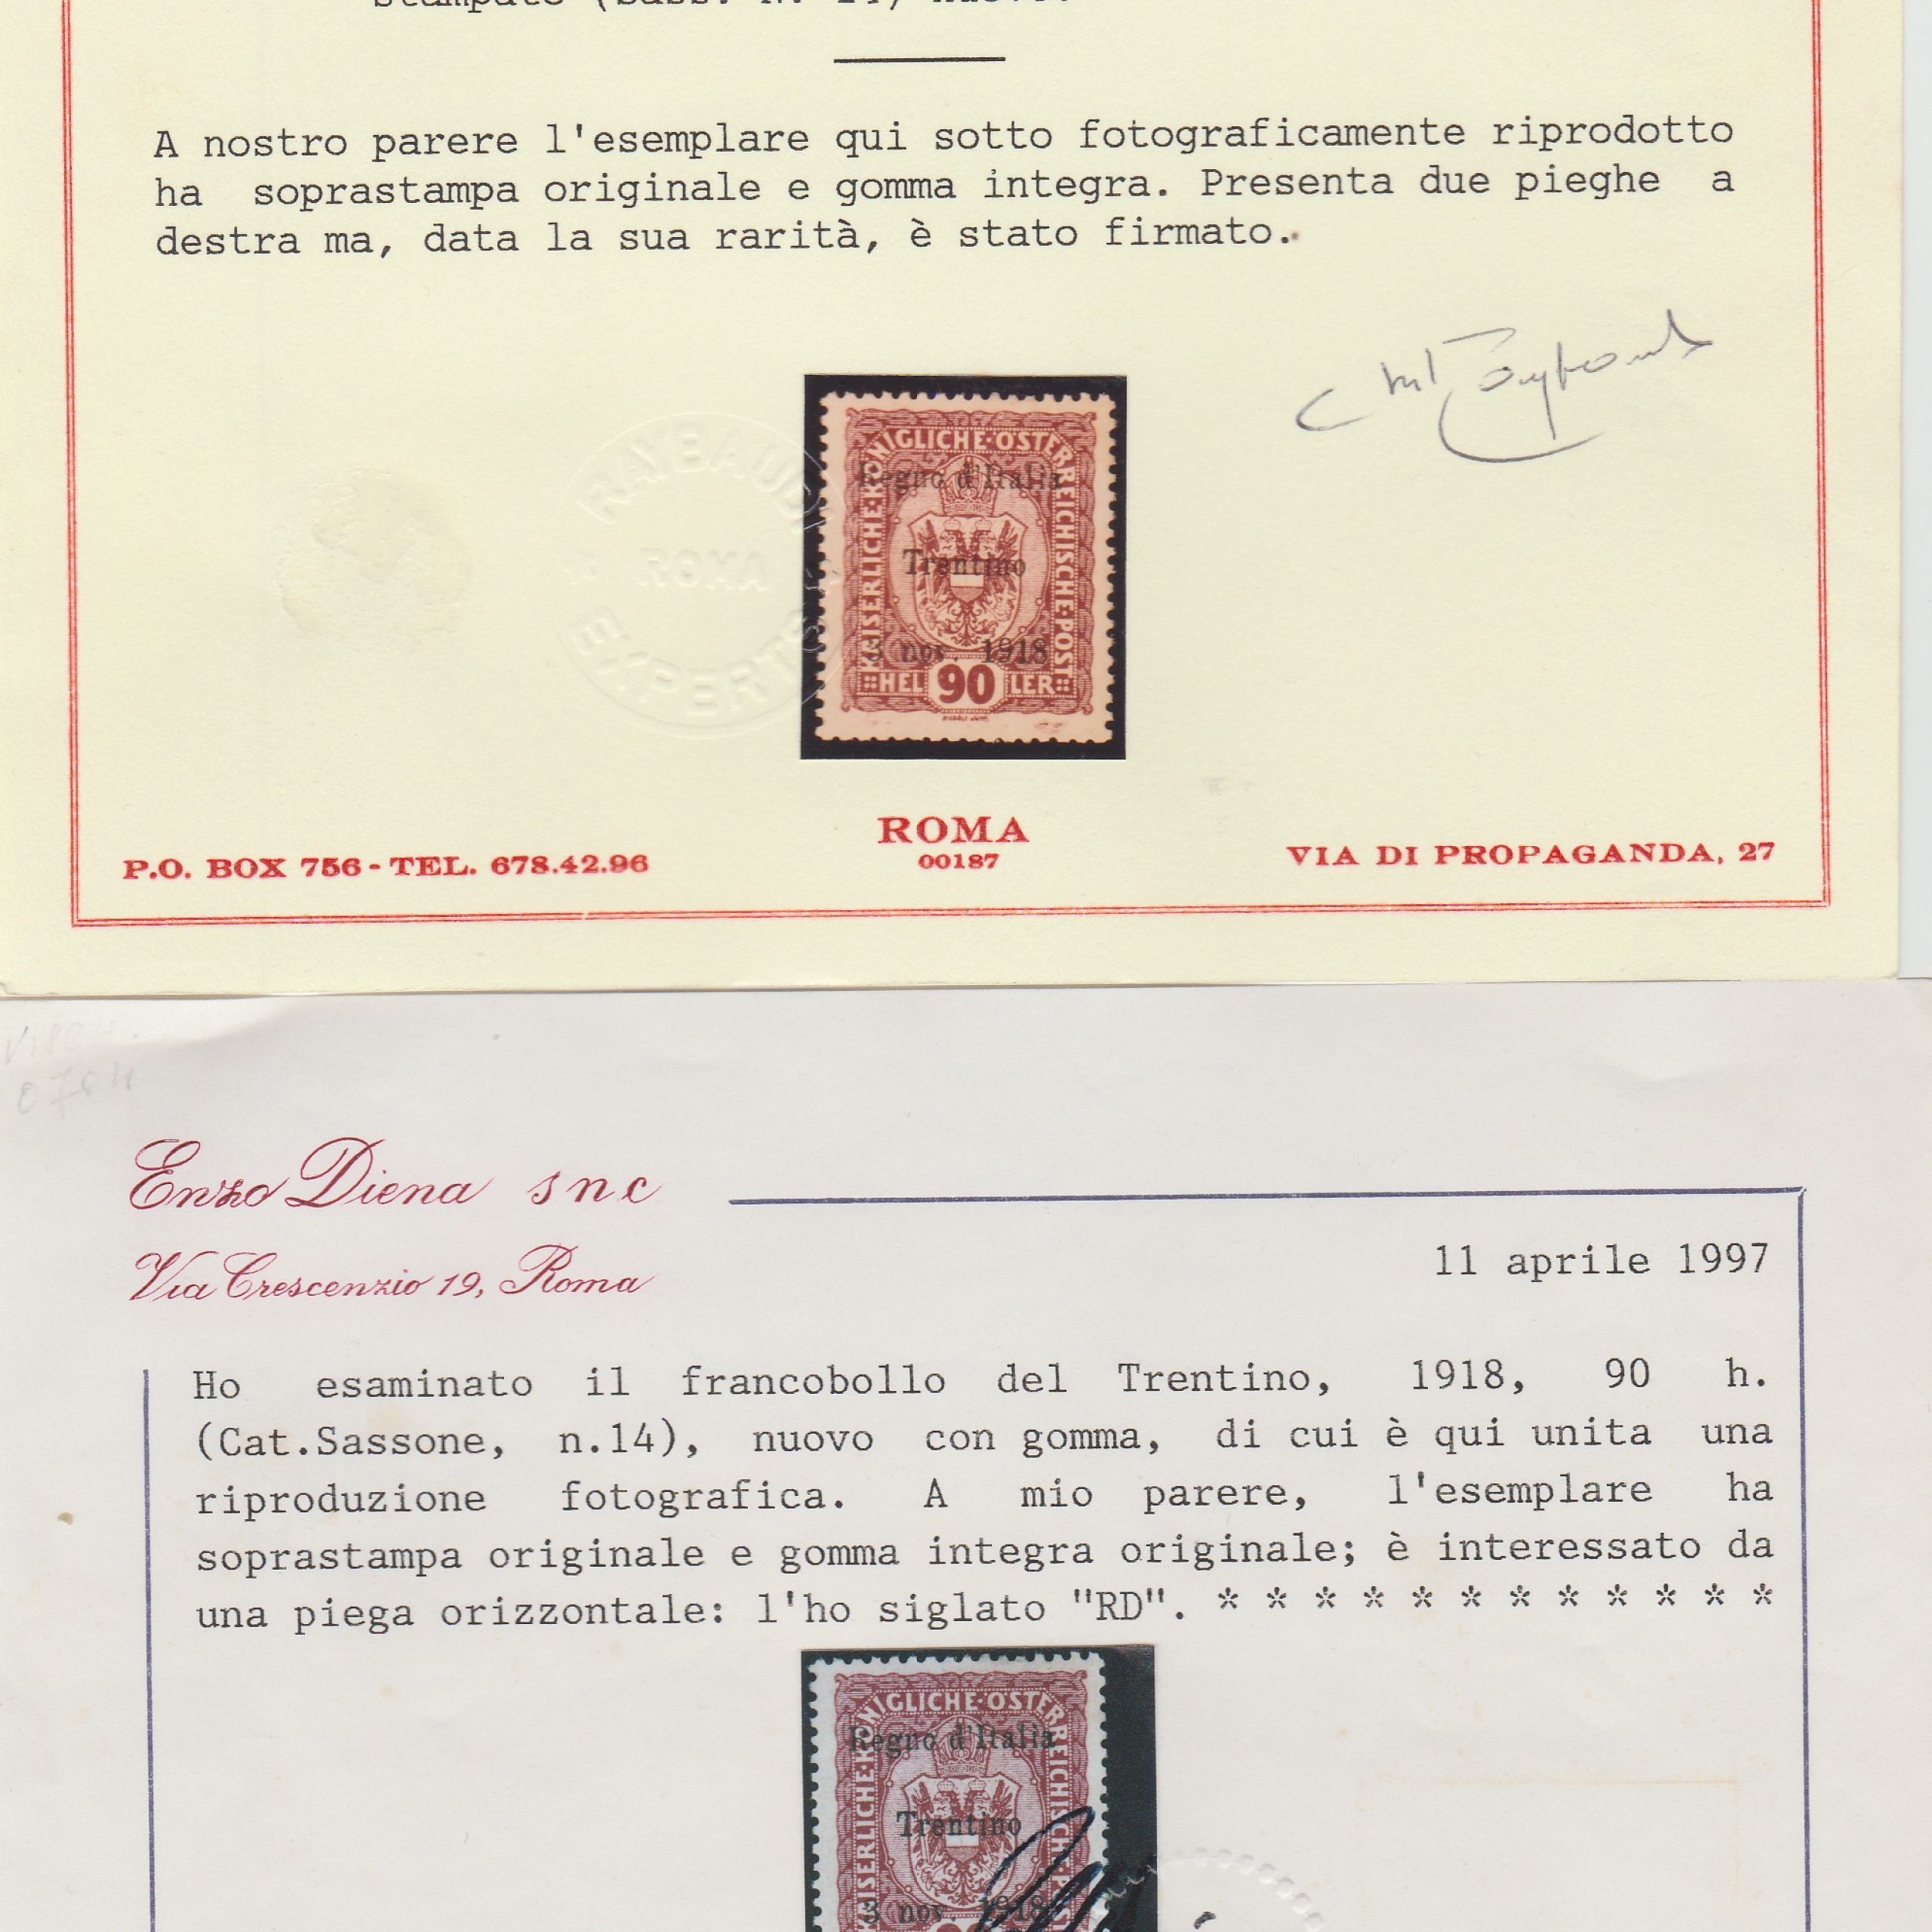 A nostro parere l'esemplare qui sotto fotograficamente riprodotto
ha soprastampa originale e gomma integra. Presenta due pieghe a
destra ma, data la sua rarità, è stato firmato.
RAYBAUDI
ROMA
EXPERTS
KAISERLICHE·KÖNIGLICHE·ÖSTERREICHISCHE·POST
Regno d'Italia
Trentino
3 nov. 1918
HEL 90 LER
ROMA
00187
P.O. BOX 756 - TEL. 678.42.96
VIA DI PROPAGANDA, 27
Enzo Diena snc
Via Crescenzio 19, Roma
11 aprile 1997
Ho esaminato il francobollo del Trentino, 1918, 90 h.
(Cat.Sassone, n.14), nuovo con gomma, di cui è qui unita una
riproduzione fotografica. A mio parere, l'esemplare ha
soprastampa originale e gomma integra originale; è interessato da
una piega orizzontale: l'ho siglato "RD". * * * * * * * * * * * *
KAISERLICHE·KÖNIGLICHE·ÖSTERREICHISCHE·POST
Regno d'Italia
Trentino
3 nov. 1918